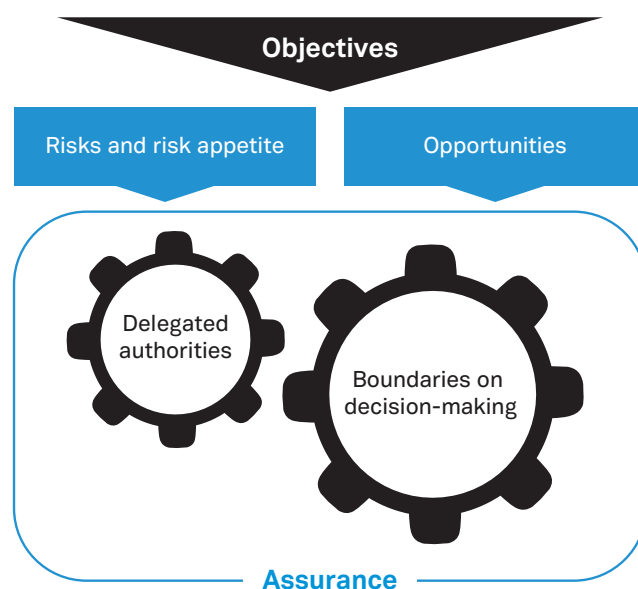 Objectives
Risks and risk appetite
Opportunities
Delegated
authorities
Boundaries on
decision-making
Assurance